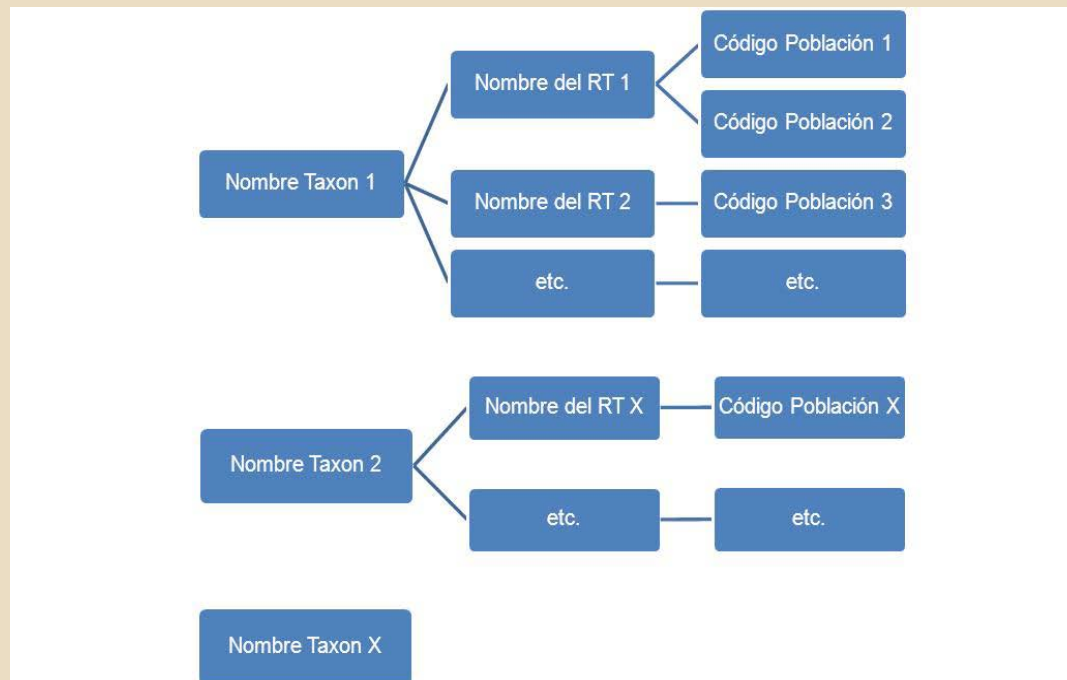 Nombre Taxon 1
Nombre del RT 1
Código Población 1
Código Población 2
Nombre del RT 2
Código Población 3
etc.
etc.
Nombre Taxon 2
Nombre del RT X
Código Población X
etc.
etc.
Nombre Taxon X